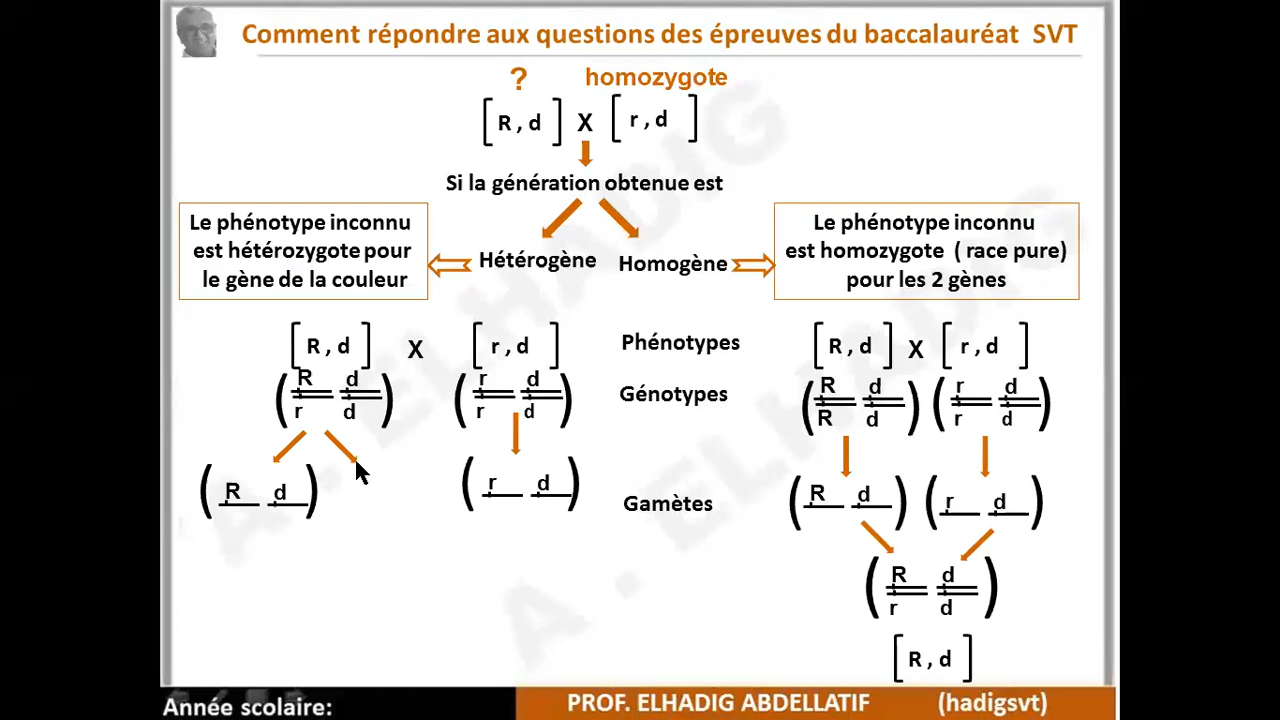 Comment répondre aux questions des épreuves du baccalauréat SVT
? homozygote
[ R , d ] X [ r , d ]
Si la génération obtenue est
Le phénotype inconnu
est hétérozygote pour
le gène de la couleur
Hétérogène Homogène
Le phénotype inconnu
est homozygote ( race pure)
pour les 2 gènes
[ R , d ] X [ r , d ] Phénotypes [ R , d ] X [ r , d ]
R d r d Génotypes R d r d
r d r d R d r d
( R d ) ( r d ) Gamètes ( R d ) ( r d )
R d
r d
[ R , d ]
A . ELHADIG
A . ELHADIG
Année scolaire: PROF. ELHADIG ABDELLATIF (hadigsvt)